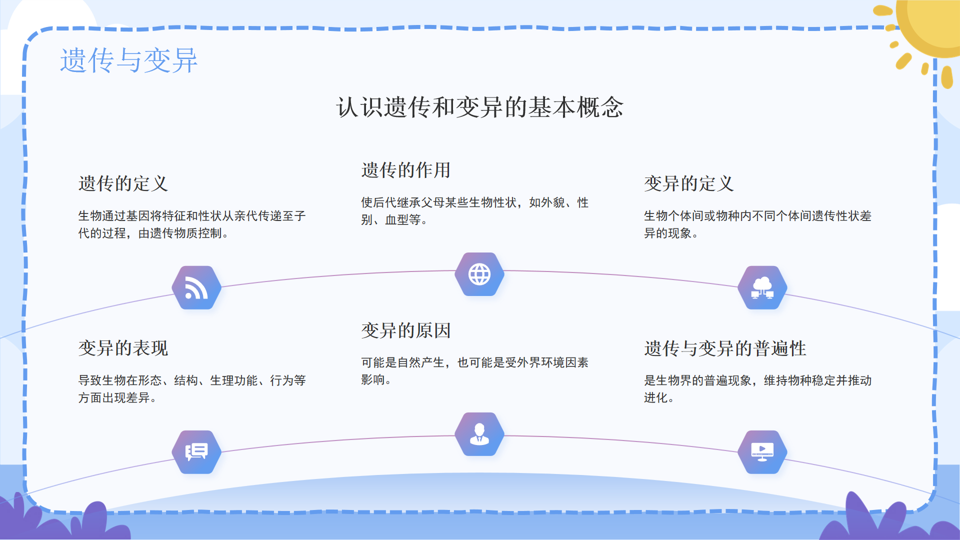 遗传与变异
认识遗传和变异的基本概念
遗传的定义
生物通过基因将特征和性状从亲代传递至子
代的过程，由遗传物质控制。
遗传的作用
使后代继承父母某些生物性状，如外貌、性
别、血型等。
变异的定义
生物个体间或物种内不同个体间遗传性状差
异的现象。
变异的表现
导致生物在形态、结构、生理功能、行为等
方面出现差异。
变异的原因
可能是自然产生，也可能是受外界环境因素
影响。
遗传与变异的普遍性
是生物界的普遍现象，维持物种稳定并推动
进化。